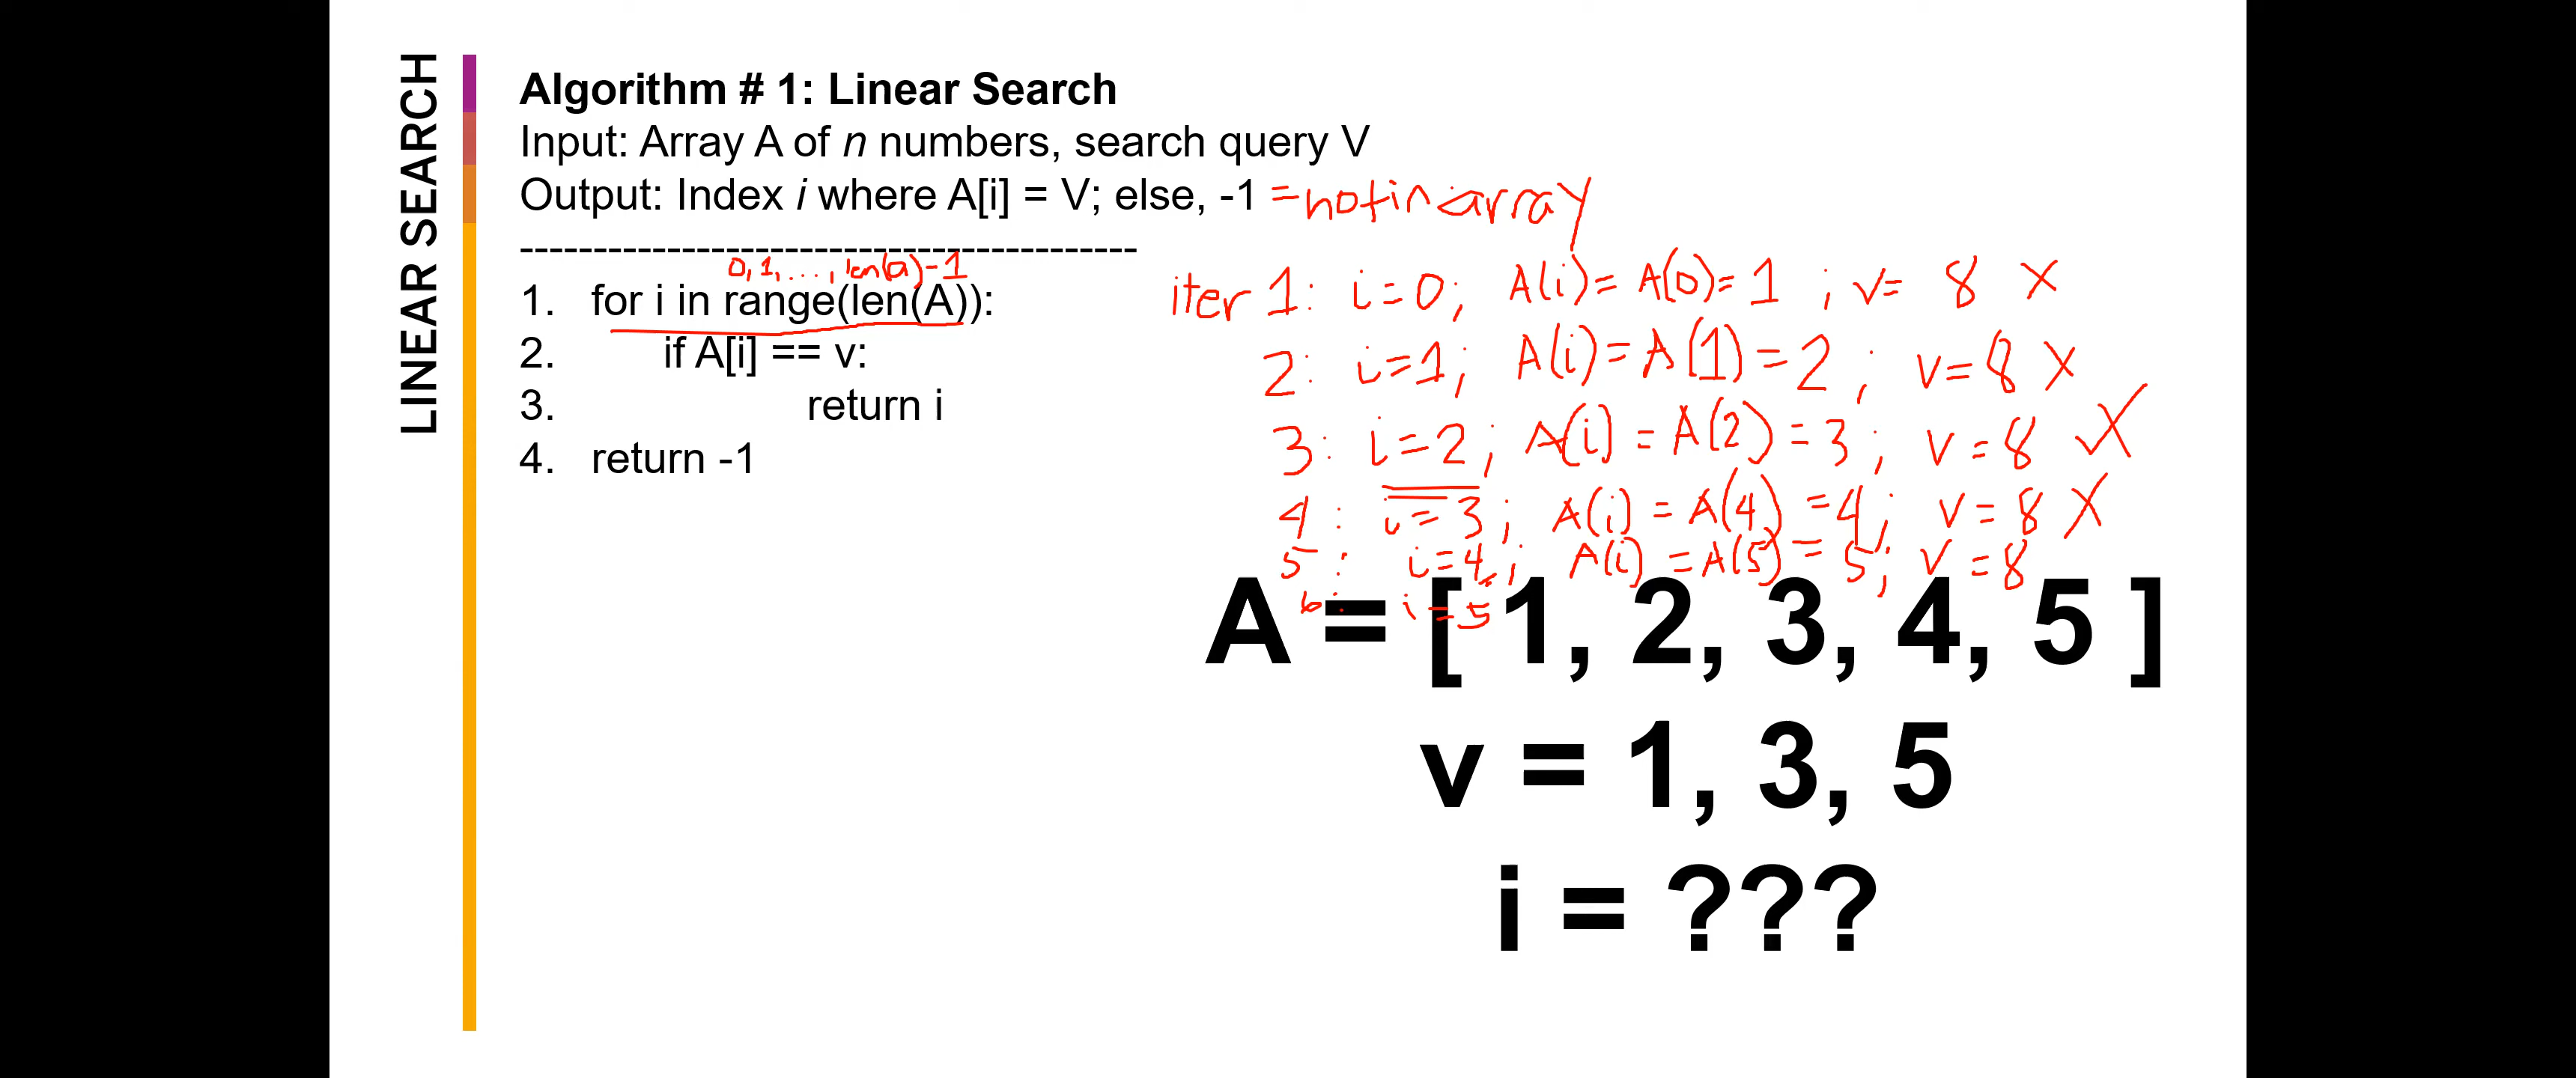 LINEAR SEARCH
Algorithm # 1: Linear Search
Input: Array A of n numbers, search query V
Output: Index i where A[i] = V; else, -1 = not in array
-------------------------------------------
0, 1, ..., len(a) - 1
1. for i in range(len(A)):
2. if A[i] == v:
3. return i
4. return -1
iter 1: i=0; A(i) = A(0) = 1 ; v= 8 X
2: i=1; A(i) = A(1) = 2 ; v=8 X
3: i=2; A(i) = A(2) = 3; v=8 X
4: i=3; A(i) = A(4) = 4; v=8 X
5: i=4; A(i) = A(5) = 5; v=8
6: i=5
A = [ 1, 2, 3, 4, 5 ]
v = 1, 3, 5
i = ???